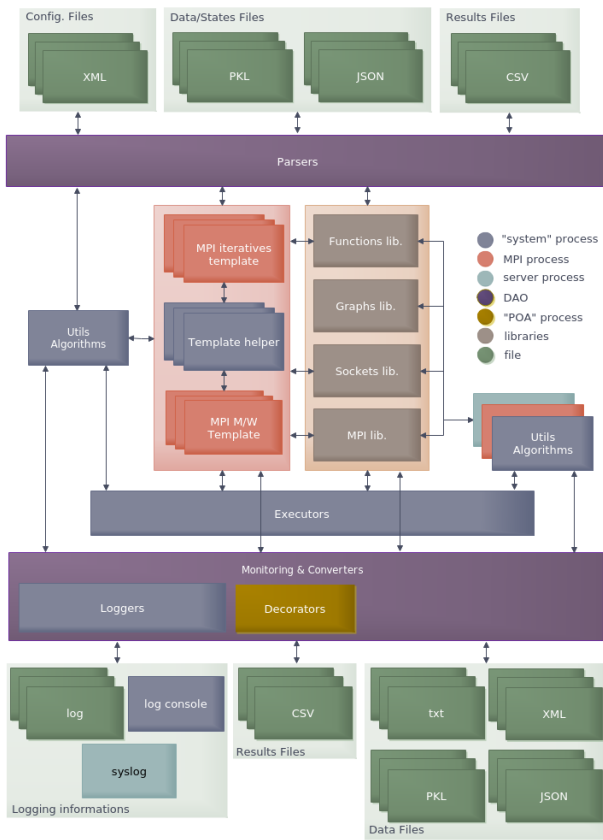 Config. Files
Data/States Files
Results Files
XML
PKL
JSON
CSV
Parsers
MPI iteratives
template
Functions lib.
"system" process
MPI process
server process
DAO
"POA" process
libraries
file
Graphs lib.
Utils
Algorithms
Template helper
Sockets lib.
MPI M/W
Template
MPI lib.
Utils
Algorithms
Executors
Monitoring & Converters
Loggers
Decorators
log
log console
CSV
txt
XML
Results Files
syslog
PKL
JSON
Logging informations
Data Files